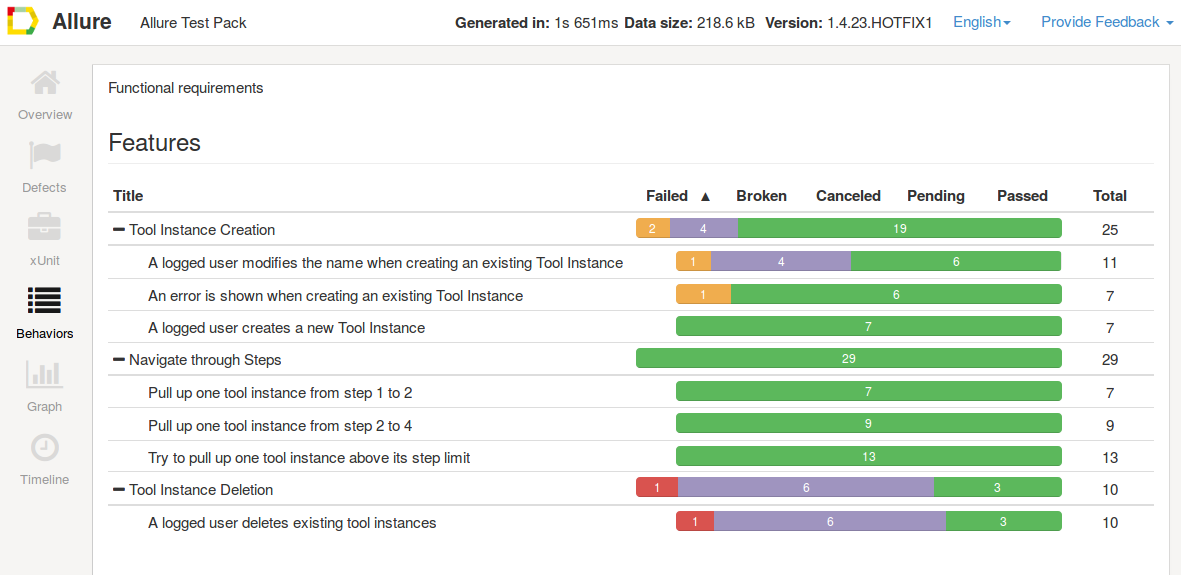 Allure Allure Test Pack Generated in: 1s 651ms Data size: 218.6 kB Version: 1.4.23.HOTFIX1 English Provide Feedback
Overview
Defects
xUnit
Behaviors
Graph
Timeline
Functional requirements
Features
Title Failed ▲ Broken Canceled Pending Passed Total
Tool Instance Creation 2 4 19 25
A logged user modifies the name when creating an existing Tool Instance 1 4 6 11
An error is shown when creating an existing Tool Instance 1 6 7
A logged user creates a new Tool Instance 7 7
Navigate through Steps 29 29
Pull up one tool instance from step 1 to 2 7 7
Pull up one tool instance from step 2 to 4 9 9
Try to pull up one tool instance above its step limit 13 13
Tool Instance Deletion 1 6 3 10
A logged user deletes existing tool instances 1 6 3 10